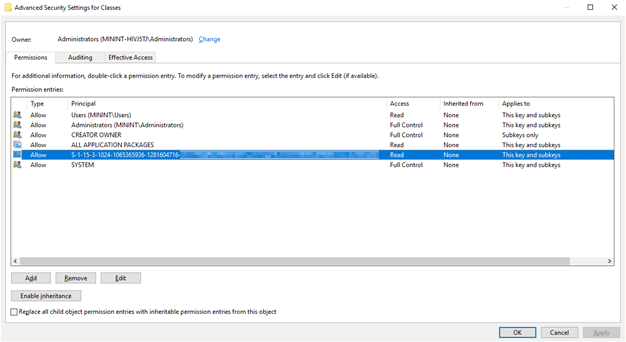 Advanced Security Settings for Classes
Owner: Administrators (MININT-HIVJ5TJ\Administrators) Change
Permissions Auditing Effective Access
For additional information, double-click a permission entry. To modify a permission entry, select the entry and click Edit (if available).
Permission entries:
Type Principal Access Inherited from Applies to
Allow Users (MININT\Users) Read None This key and subkeys
Allow Administrators (MININT\Administrators) Full Control None This key and subkeys
Allow CREATOR OWNER Full Control None Subkeys only
Allow ALL APPLICATION PACKAGES Read None This key and subkeys
Allow S-1-15-3-1024-1065365936-1281604716- Read None This key and subkeys
Allow SYSTEM Full Control None This key and subkeys
Add Remove Edit
Enable inheritance
Replace all child object permission entries with inheritable permission entries from this object
OK Cancel Apply